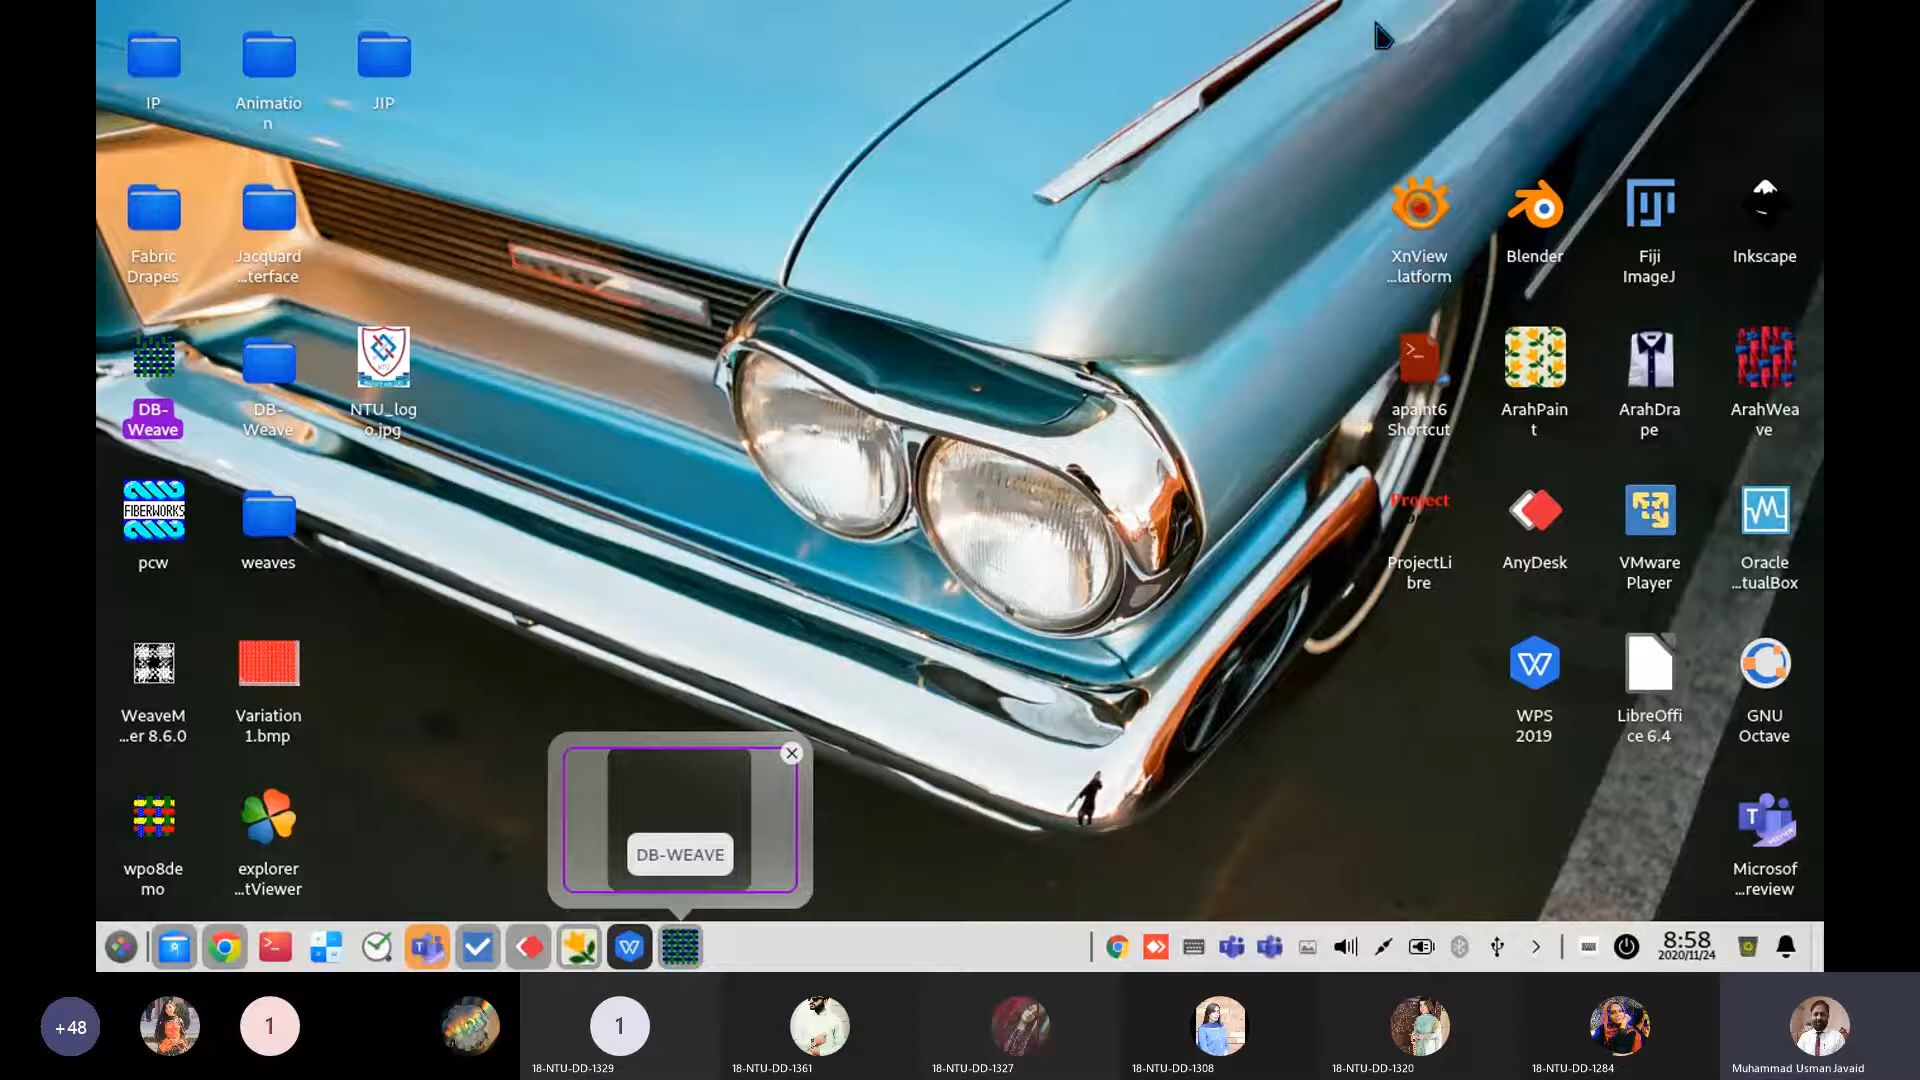 IP
Animatio
n
JIP
Fabric
Drapes
Jacquard
...terface
XnView
...latform
Blender
Fiji
ImageJ
Inkscape
DB-
Weave
DB-
Weave
NTU_log
o.jpg
apaint6
Shortcut
ArahPain
t
ArahDra
pe
ArahWea
ve
FIBERWORKS
pcw
weaves
Project
ProjectLi
bre
AnyDesk
VMware
Player
Oracle
...tualBox
WeaveM
...er 8.6.0
Variation
1.bmp
WPS
2019
LibreOffi
ce 6.4
GNU
Octave
DB-WEAVE
wpo8de
mo
explorer
...tViewer
Microsof
...review
8:58
2020/11/24
+48
1
1
18-NTU-DD-1329
18-NTU-DD-1361
18-NTU-DD-1327
18-NTU-DD-1308
18-NTU-DD-1320
18-NTU-DD-1284
Muhammad Usman Javaid